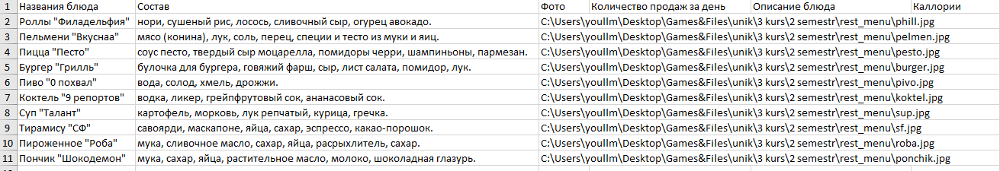 1 Названия блюда Состав Фото Количество продаж за день Описание блюда Каллории
2 Роллы "Филадельфия" нори, сушеный рис, лосось, сливочный сыр, огурец авокадо. C:\Users\youllm\Desktop\Games&Files\unik\3 kurs\2 semestr\rest_menu\phill.jpg
3 Пельмени "Вкуснаа" мясо (конина), лук, соль, перец, специи и тесто из муки и яиц. C:\Users\youllm\Desktop\Games&Files\unik\3 kurs\2 semestr\rest_menu\pelmen.jpg
4 Пицца "Песто" соус песто, твердый сыр моцарелла, помидоры черри, шампиньоны, пармезан. C:\Users\youllm\Desktop\Games&Files\unik\3 kurs\2 semestr\rest_menu\pesto.jpg
5 Бургер "Грилль" булочка для бургера, говяжий фарш, сыр, лист салата, помидор, лук. C:\Users\youllm\Desktop\Games&Files\unik\3 kurs\2 semestr\rest_menu\burger.jpg
6 Пиво "0 похвал" вода, солод, хмель, дрожжи. C:\Users\youllm\Desktop\Games&Files\unik\3 kurs\2 semestr\rest_menu\pivo.jpg
7 Коктель "9 репортов" водка, ликер, грейпфрутовый сок, ананасовый сок. C:\Users\youllm\Desktop\Games&Files\unik\3 kurs\2 semestr\rest_menu\koktel.jpg
8 Суп "Талант" картофель, морковь, лук репчатый, курица, гречка. C:\Users\youllm\Desktop\Games&Files\unik\3 kurs\2 semestr\rest_menu\sup.jpg
9 Тирамису "СФ" савоярди, маскапоне, яйца, сахар, эспрессо, какао-порошок. C:\Users\youllm\Desktop\Games&Files\unik\3 kurs\2 semestr\rest_menu\sf.jpg
10 Пироженное "Роба" мука, сливочное масло, сахар, яйца, расрыхлитель, сахар. C:\Users\youllm\Desktop\Games&Files\unik\3 kurs\2 semestr\rest_menu\roba.jpg
11 Пончик "Шокодемон" мука, сахар, яйца, растительное масло, молоко, шоколадная глазурь. C:\Users\youllm\Desktop\Games&Files\unik\3 kurs\2 semestr\rest_menu\ponchik.jpg